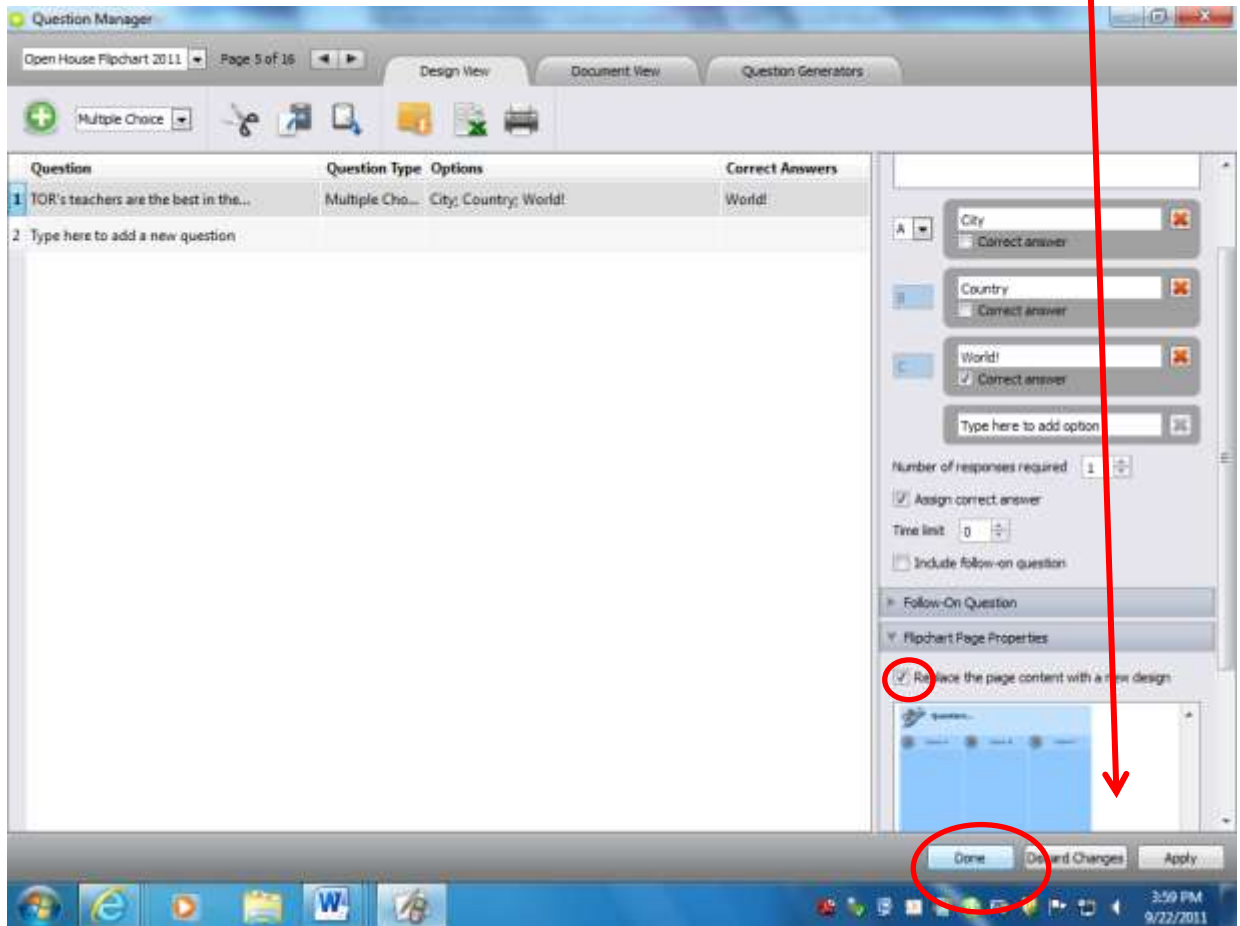 Question Manager
Open House Flipchart 2011 Page 5 of 16
Design View Document View Question Generators
Multiple Choice
Question Question Type Options Correct Answers
1 TOR's teachers are the best in the... Multiple Cho... City; Country; World! World!
2 Type here to add a new question
A City
Correct answer
B Country
Correct answer
C World!
Correct answer
Type here to add option
Number of responses required 1
Assign correct answer
Time limit 0
Include follow-on question
Follow-On Question
Flipchart Page Properties
Replace the page content with a new design
Question...
Done Discard Changes Apply
3:59 PM
9/22/2011